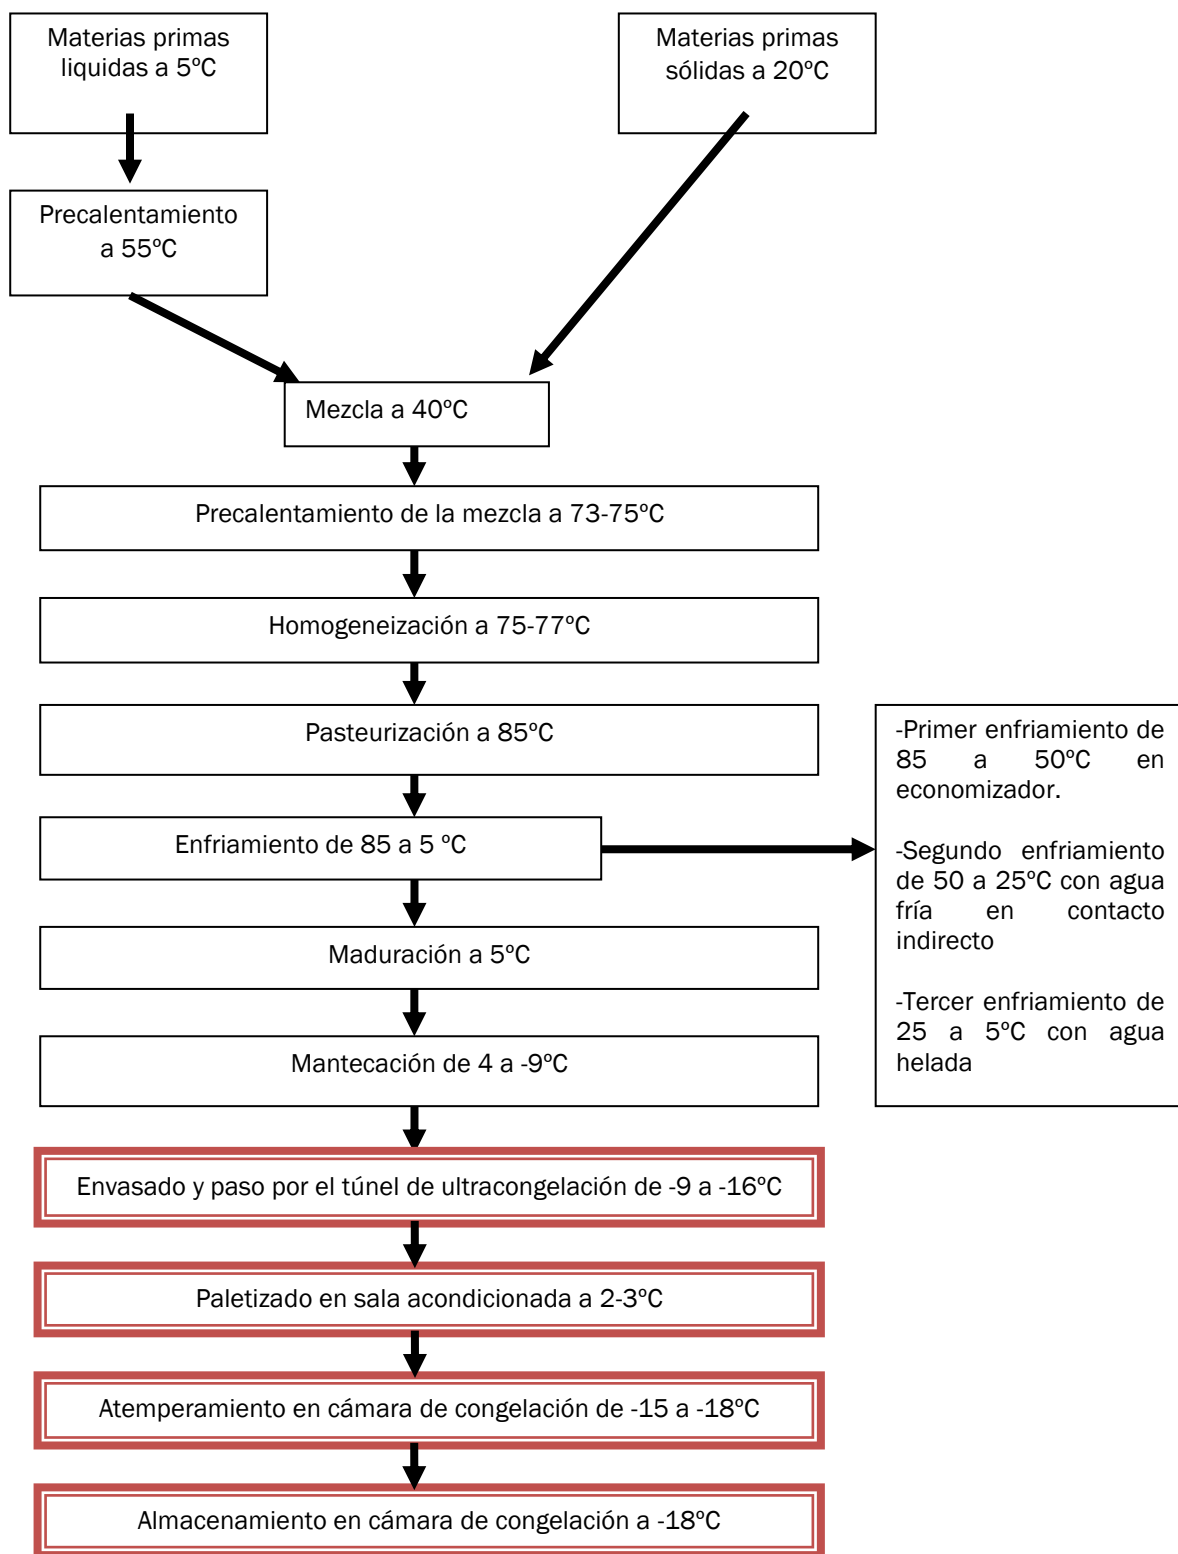 Materias primas
liquidas a 5ºC
Materias primas
sólidas a 20ºC
Precalentamiento
a 55ºC
Mezcla a 40ºC
Precalentamiento de la mezcla a 73-75ºC
Homogeneización a 75-77ºC
Pasteurización a 85ºC
Enfriamiento de 85 a 5 ºC
-Primer enfriamiento de
85 a 50ºC en
economizador.
-Segundo enfriamiento
de 50 a 25ºC con agua
fría en contacto
indirecto
-Tercer enfriamiento de
25 a 5ºC con agua
helada
Maduración a 5ºC
Mantecación de 4 a -9ºC
Envasado y paso por el túnel de ultracongelación de -9 a -16ºC
Paletizado en sala acondicionada a 2-3ºC
Atemperamiento en cámara de congelación de -15 a -18ºC
Almacenamiento en cámara de congelación a -18ºC